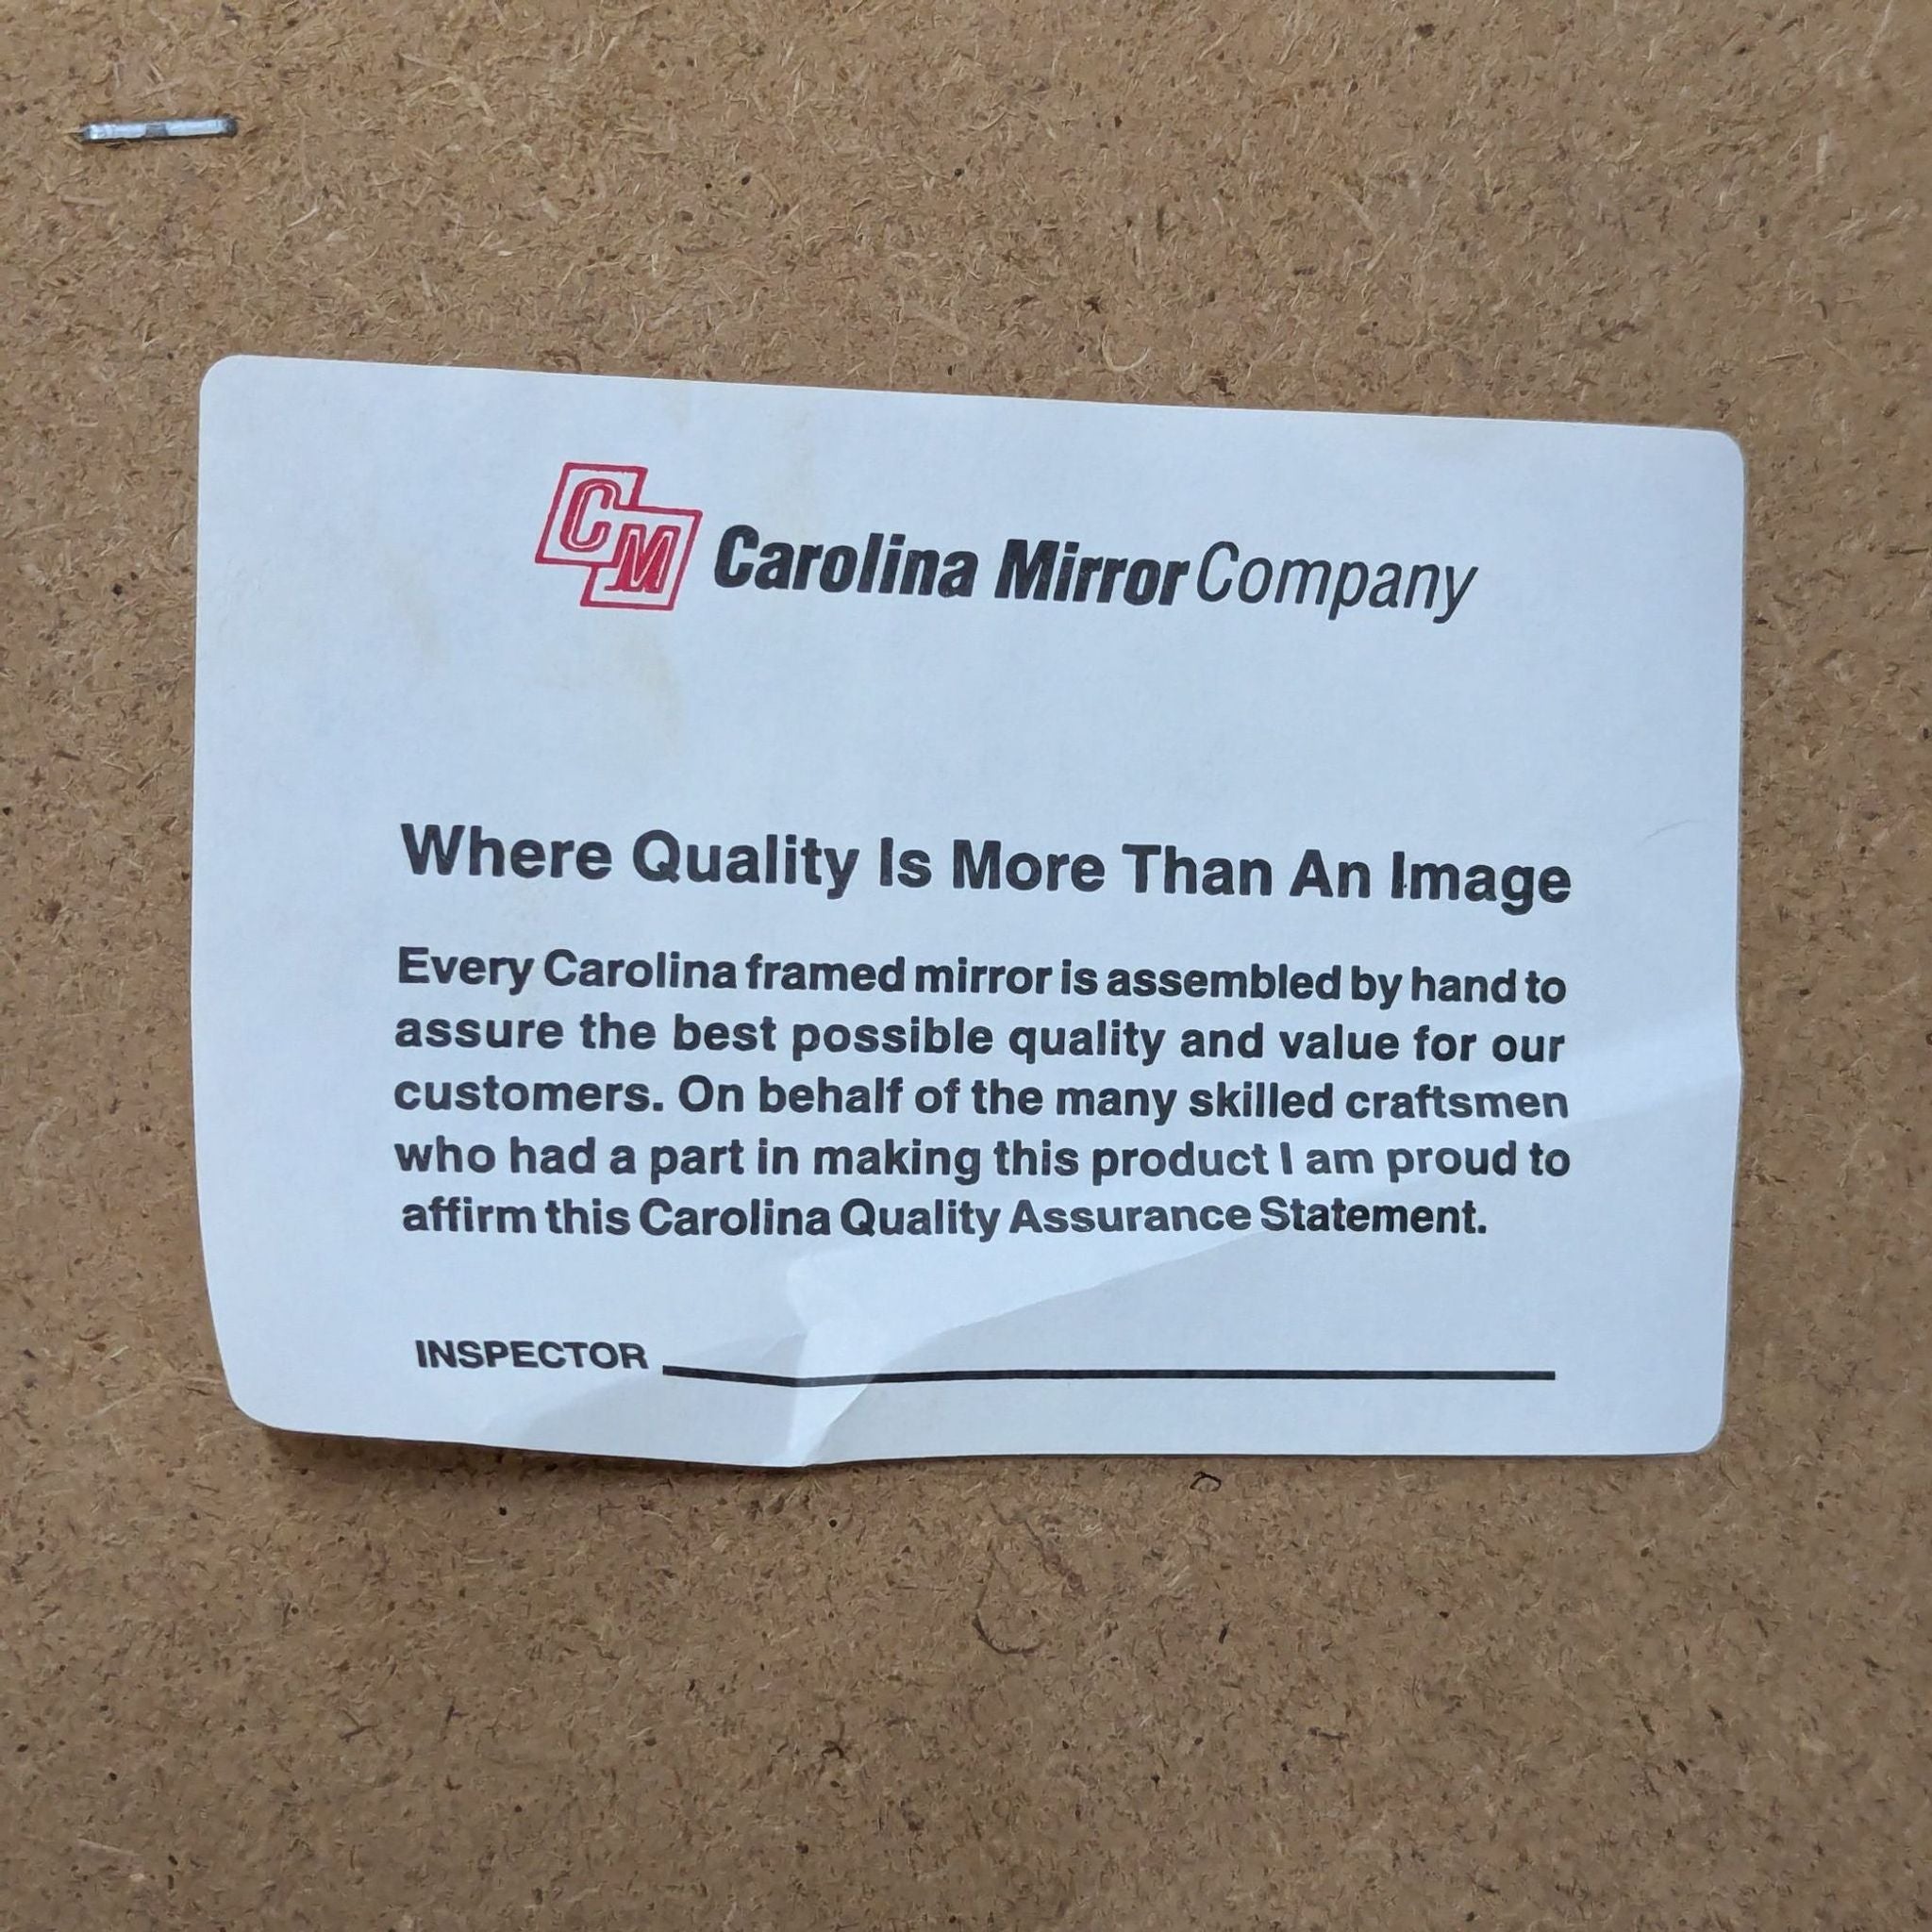 CM Carolina Mirror Company
Where Quality Is More Than An Image
Every Carolina framed mirror is assembled by hand to
assure the best possible quality and value for our
customers. On behalf of the many skilled craftsmen
who had a part in making this product I am proud to
affirm this Carolina Quality Assurance Statement.
INSPECTOR